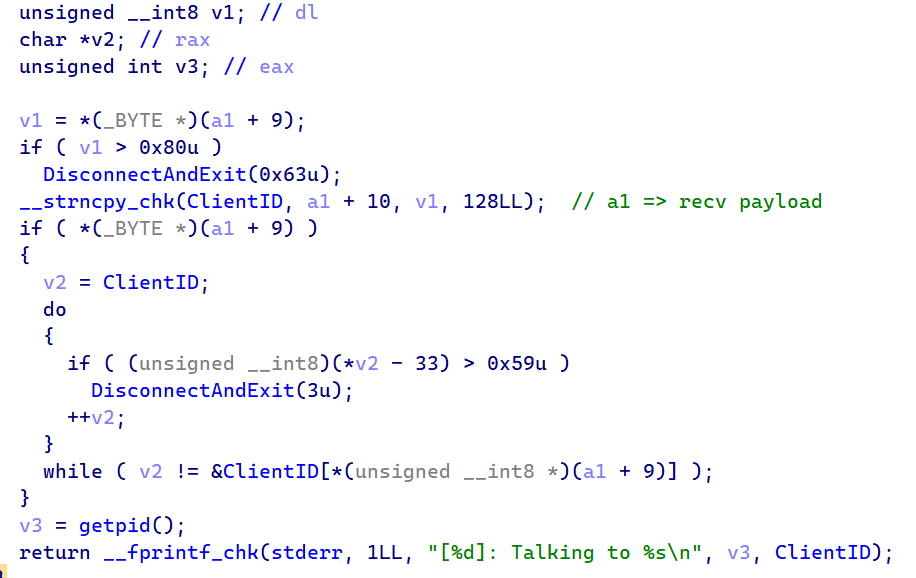 unsigned __int8 v1; // dl
char *v2; // rax
unsigned int v3; // eax

v1 = *(_BYTE *)(a1 + 9);
if ( v1 > 0x80u )
  DisconnectAndExit(0x63u);
__strncpy_chk(ClientID, a1 + 10, v1, 128LL);  // a1 => recv payload
if ( *(_BYTE *)(a1 + 9) )
{
  v2 = ClientID;
  do
  {
    if ( (unsigned __int8)(*v2 - 33) > 0x59u )
      DisconnectAndExit(3u);
    ++v2;
  }
  while ( v2 != &ClientID[*(unsigned __int8 *)(a1 + 9)] );
}
v3 = getpid();
return __fprintf_chk(stderr, 1LL, "[%d]: Talking to %s\n", v3, ClientID);